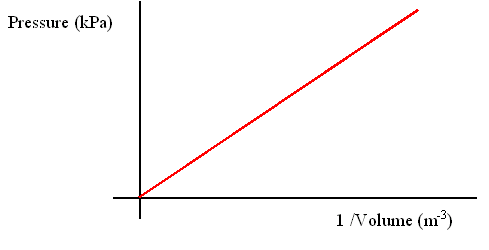 Pressure (kPa)
1 /Volume (m⁻³)